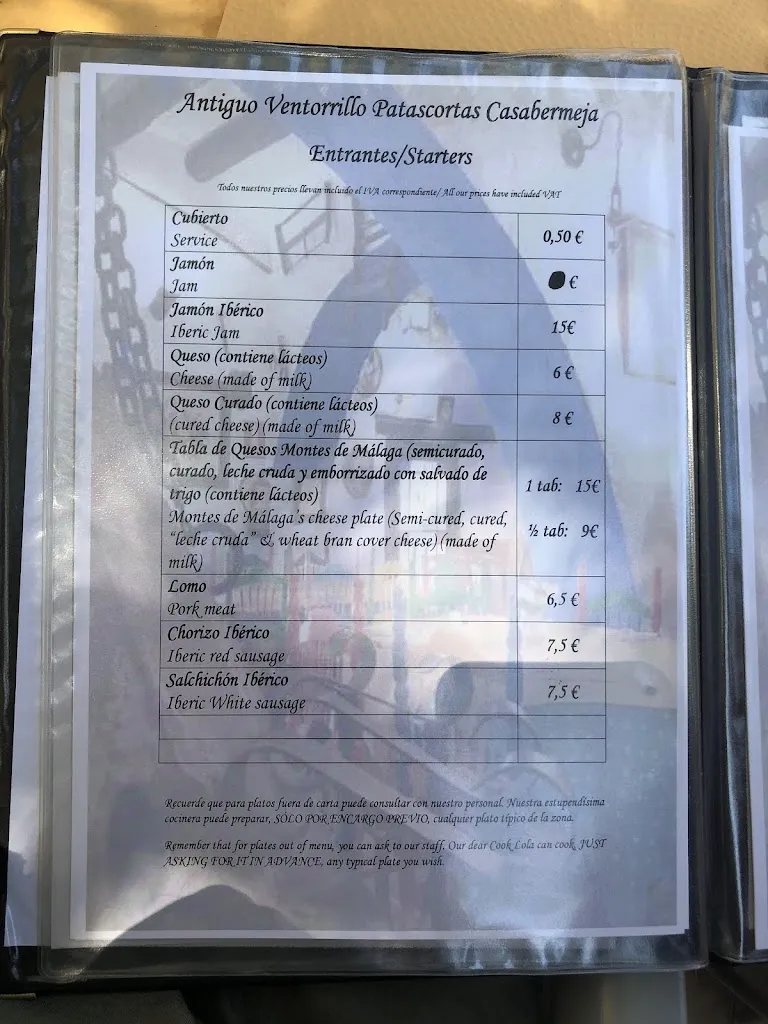 Antiguo Ventorrillo Patascortas Casabermeja
Entrantes/Starters
Todos nuestros precios llevan incluido el IVA correspondiente/ All our prices have included VAT
Cubierto
Service
0,50 €
Jamón
Jam
€
Jamón Ibérico
Iberic Jam
15€
Queso (contiene lácteos)
Cheese (made of milk)
6 €
Queso Curado (contiene lácteos)
(cured cheese) (made of milk)
8 €
Tabla de Quesos Montes de Málaga (semicurado,
curado, leche cruda y emborrizado con salvado de
trigo (contiene lácteos)
Montes de Málaga's cheese plate (Semi-cured, cured,
"leche cruda" & wheat bran cover cheese) (made of
milk)
1 tab: 15€
½ tab: 9€
Lomo
Pork meat
6,5 €
Chorizo Ibérico
Iberic red sausage
7,5 €
Salchichón Ibérico
Iberic White sausage
7,5 €
Recuerde que para platos fuera de carta puede consultar con nuestro personal. Nuestra estupendísima
cocinera puede preparar, SÓLO POR ENCARGO PREVIO, cualquier plato típico de la zona.
Remember that for plates out of menu, you can ask to our staff. Our dear Cook Lola can cook, JUST
ASKING FOR IT IN ADVANCE, any typical plate you wish.